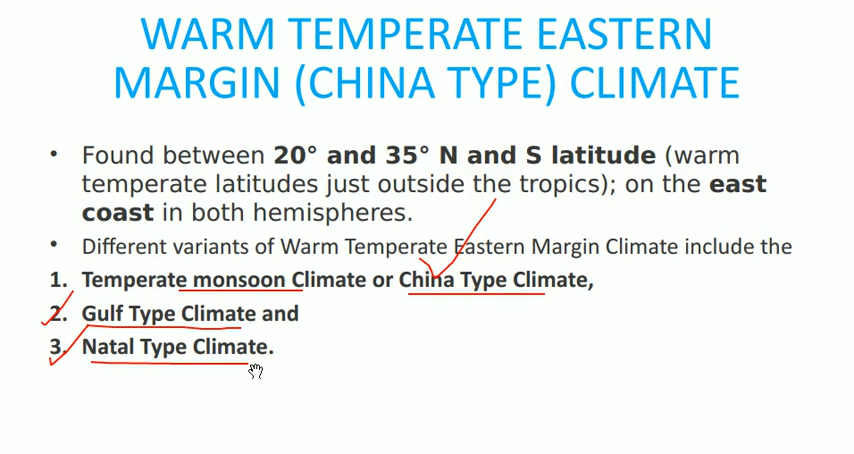 WARM TEMPERATE EASTERN
MARGIN (CHINA TYPE) CLIMATE
• Found between 20° and 35° N and S latitude (warm
temperate latitudes just outside the tropics); on the east
coast in both hemispheres.
• Different variants of Warm Temperate Eastern Margin Climate include the
1. Temperate monsoon Climate or China Type Climate,
2. Gulf Type Climate and
3. Natal Type Climate.